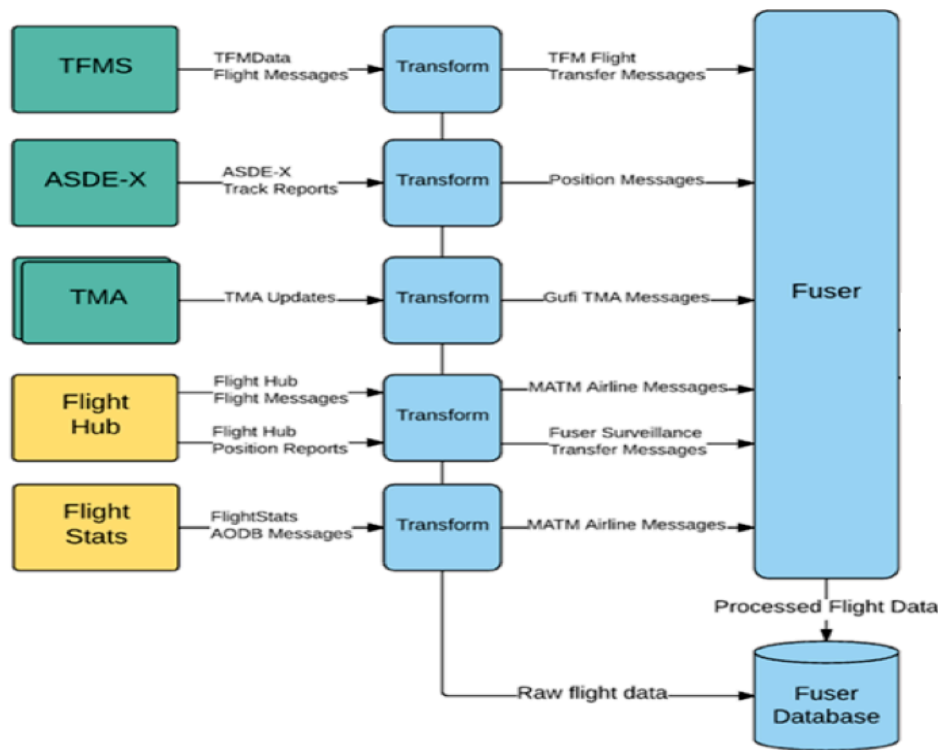 TFMS
TFMData
Flight Messages
Transform
TFM Flight
Transfer Messages
ASDE-X
ASDE-X
Track Reports
Transform
Position Messages
TMA
TMA Updates
Transform
Gufi TMA Messages
Fuser
Flight
Hub
Flight Hub
Flight Messages
Flight Hub
Position Reports
Transform
MATM Airline Messages
Fuser Surveillance
Transfer Messages
Flight
Stats
FlightStats
AODB Messages
Transform
MATM Airline Messages
Processed Flight Data
Raw flight data
Fuser
Database